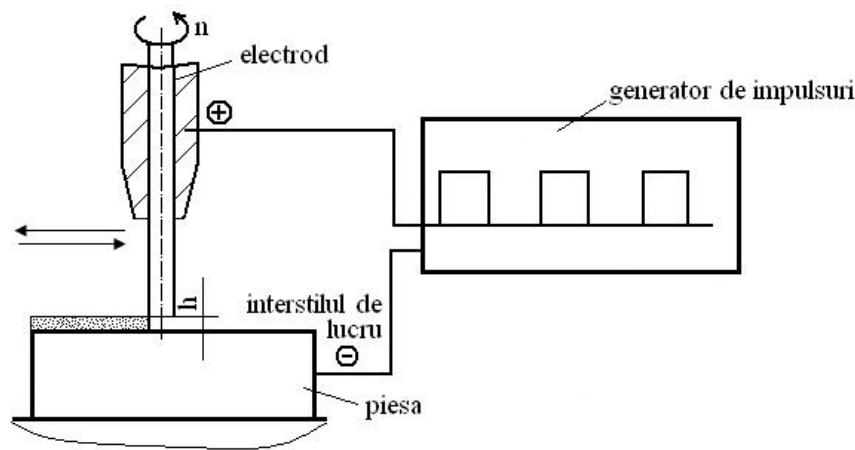 n
electrod
generator de impulsuri
+
h
interstilul de
lucru
−
piesa